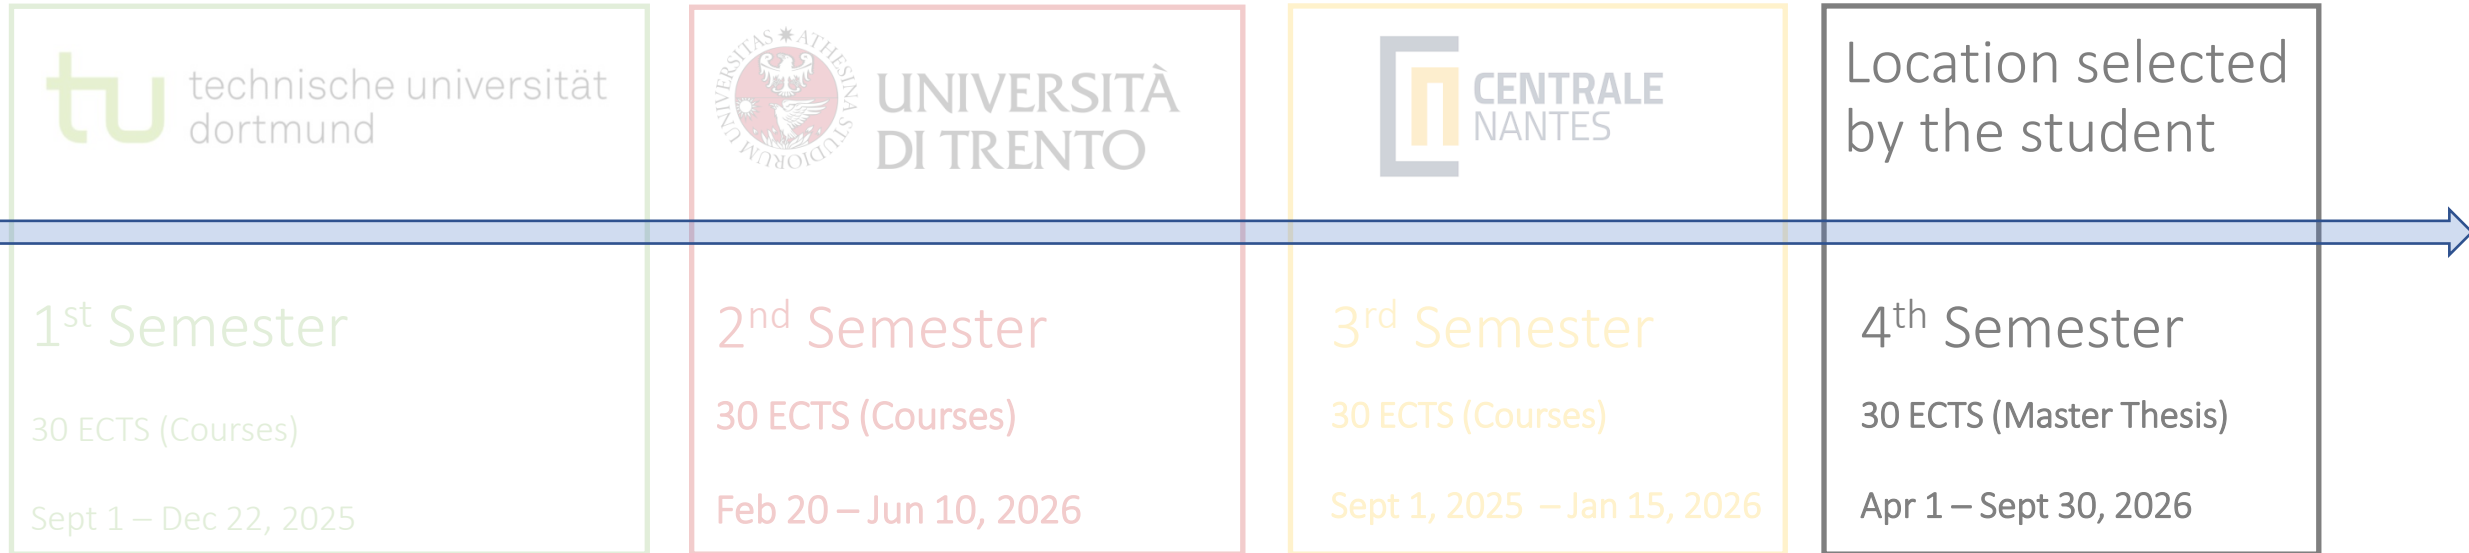 technische universität
dortmund
1st Semester
30 ECTS (Courses)
Sept 1 – Dec 22, 2025
UNIVERSITAS ATHESINA STUDIORUM
UNIVERSITÀ
DI TRENTO
2nd Semester
30 ECTS (Courses)
Feb 20 – Jun 10, 2026
CENTRALE
NANTES
3rd Semester
30 ECTS (Courses)
Sept 1, 2025 – Jan 15, 2026
Location selected
by the student
4th Semester
30 ECTS (Master Thesis)
Apr 1 – Sept 30, 2026